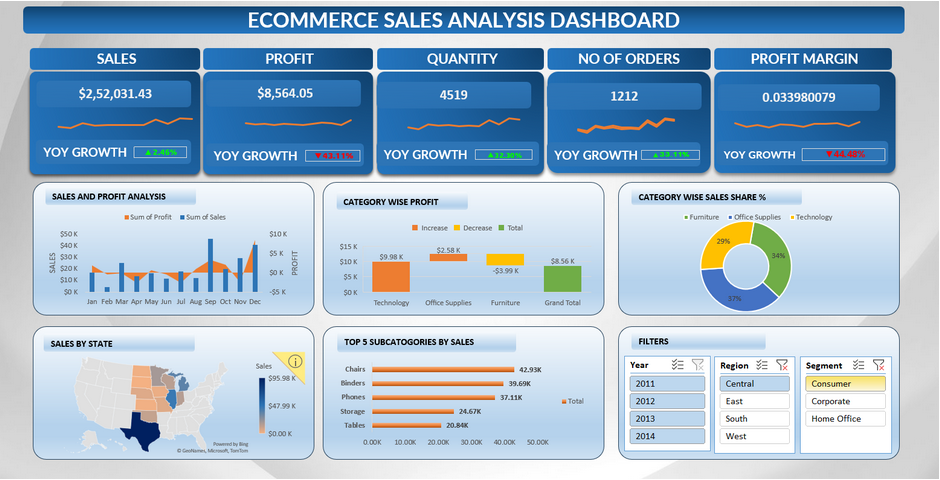 ECOMMERCE SALES ANALYSIS DASHBOARD
SALES
$2,52,031.43
YOY GROWTH ▲2.46%
PROFIT
$8,564.05
YOY GROWTH
QUANTITY
4519
YOY GROWTH ▲32.30%
NO OF ORDERS
1212
YOY GROWTH ▲33.11%
PROFIT MARGIN
0.033980079
YOY GROWTH ▼44.48%
SALES AND PROFIT ANALYSIS
Sum of Profit Sum of Sales
SALES
$50 K
$40 K
$30 K
$20 K
$10 K
$0 K
$10 K
$5 K
$0 K
-$5 K
PROFIT
Jan Feb Mar Apr May Jun Jul Aug Sep Oct Nov Dec
CATEGORY WISE PROFIT
Increase Decrease Total
$15 K
$10 K
$5 K
$0 K
$9.98 K
$2.58 K
-$3.99 K
$8.56 K
Technology Office Supplies Furniture Grand Total
CATEGORY WISE SALES SHARE %
Furniture Office Supplies Technology
29%
34%
37%
SALES BY STATE
Sales
$95.98 K
$47.99 K
$0.00 K
Powered by Bing
© GeoNames, Microsoft, TomTom
TOP 5 SUBCATOGORIES BY SALES
Chairs 42.93K
Binders 39.69K
Phones 37.11K
Storage 24.67K
Tables 20.84K
Total
0.00K 10.00K 20.00K 30.00K 40.00K 50.00K
FILTERS
Year
2011
2012
2013
2014
Region
Central
East
South
West
Segment
Consumer
Corporate
Home Office